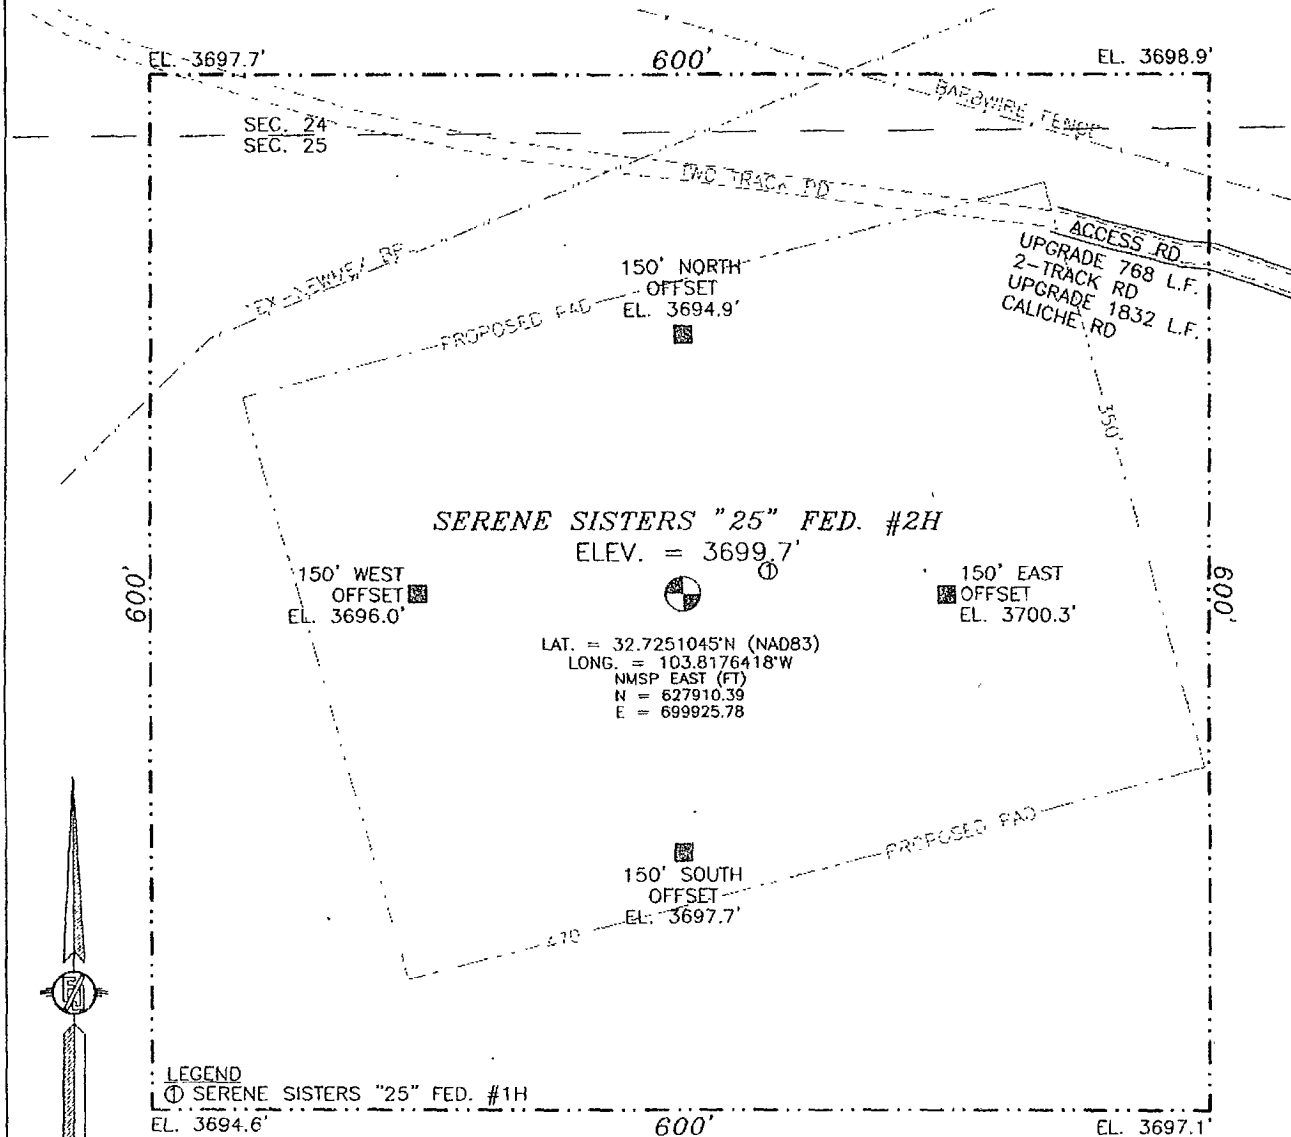 EL. 3697.7'
600'
EL. 3698.9'
BARBWIRE FENCE
SEC. 24
SEC. 25
TWO TRACK RD
ACCESS RD
UPGRADE 768 L.F.
2-TRACK RD
UPGRADE 1832 L.F.
CALICHE RD
150' NORTH
OFFSET
EL. 3694.9'
PROPOSED PAD
350'
SERENE SISTERS "25" FED. #2H
ELEV. = 3699.7'
1
600'
150' WEST
OFFSET
EL. 3696.0'
150' EAST
OFFSET
EL. 3700.3'
600'
LAT. = 32.7251045°N (NAD83)
LONG. = 103.8176418°W
NMSP EAST (FT)
N = 627910.39
E = 699925.78
150' SOUTH
OFFSET
EL. 3697.7'
PROPOSED PAD
LEGEND
1 SERENE SISTERS "25" FED. #1H
EL. 3694.6'
600'
EL. 3697.1'